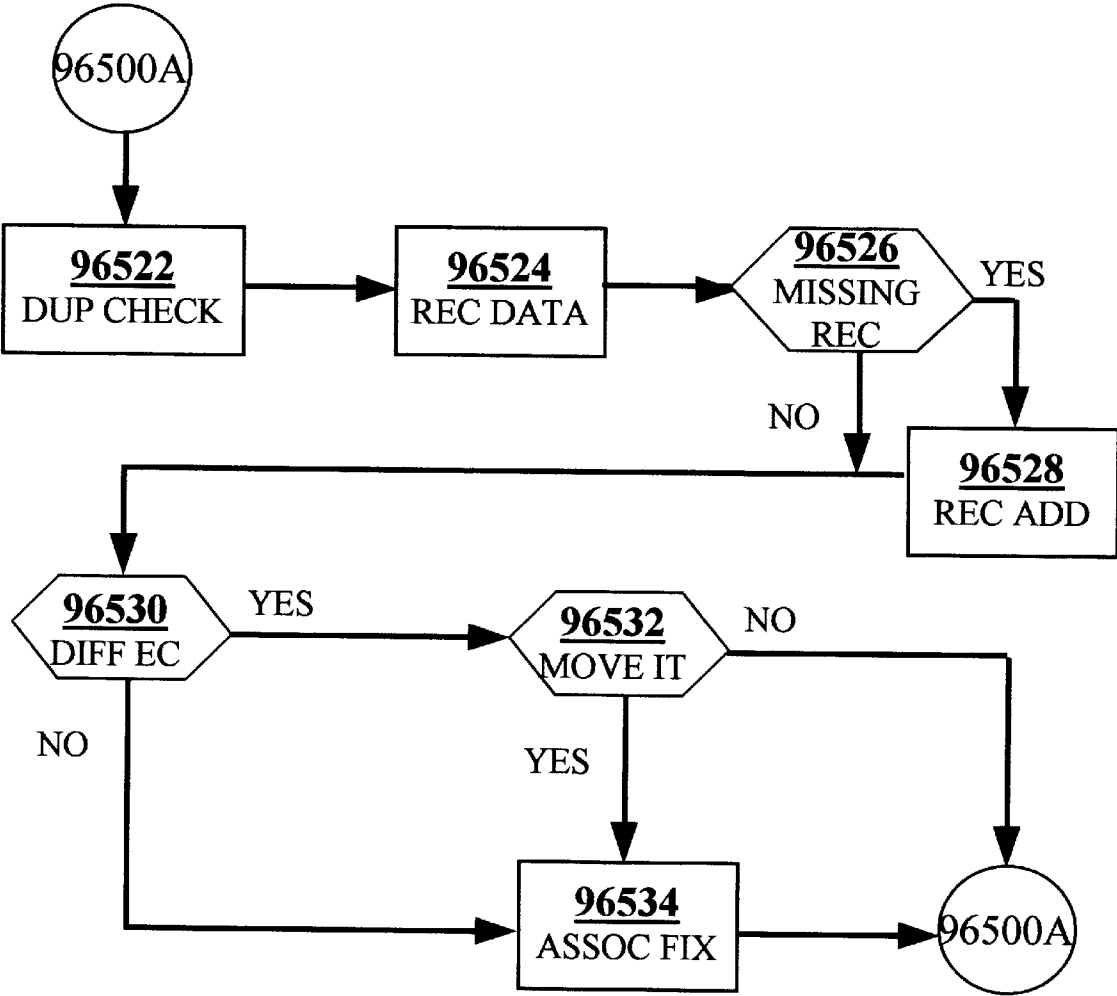 96500A
96522
DUP CHECK
96524
REC DATA
96526
MISSING
REC
YES
NO
96528
REC ADD
96530
DIFF EC
YES
96532
MOVE IT
NO
NO
YES
96534
ASSOC FIX
96500A